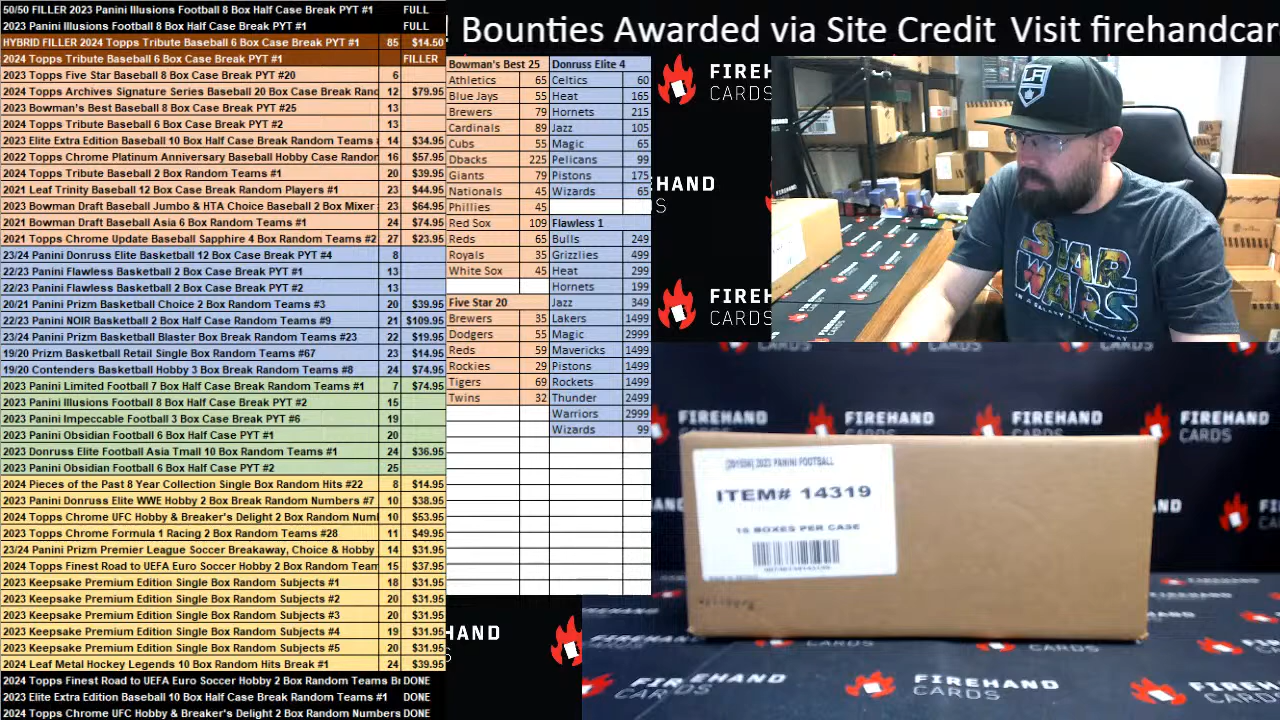 20/50 FILLER 2023 Panini Illusions Football 8 Box Half Case Break PYT #1 FULL
2023 Panini Illusions Football 8 Box Half Case Break PYT #1 FULL
HYBRID FILLER 2024 Topps Tribute Baseball 6 Box Case Break PYT #1 85 $14.50
2024 Topps Tribute Baseball 6 Box Case Break PYT #1 FILLER
2023 Topps Five Star Baseball 8 Box Case Break PYT #20 6
2024 Topps Archives Signature Series Baseball 20 Box Case Break Rand 12 $79.95
2023 Bowman's Best Baseball 8 Box Case Break PYT #25 13
2024 Topps Tribute Baseball 6 Box Case Break PYT #2 13
2023 Elite Extra Edition Baseball 10 Box Half Case Break Random Teams 14 $34.95
2022 Topps Chrome Platinum Anniversary Baseball Hobby Case Random 16 $57.95
2024 Topps Tribute Baseball 2 Box Random Teams #1 20 $39.95
2021 Leaf Trinity Baseball 12 Box Case Break Random Players #1 23 $44.95
2023 Bowman Draft Baseball Jumbo & HTA Choice Baseball 2 Box Mixer 23 $64.95
2021 Bowman Draft Baseball Asia 6 Box Random Teams #1 24 $74.95
2021 Topps Chrome Update Baseball Sapphire 4 Box Random Teams #2 27 $23.95
23/24 Panini Donruss Elite Basketball 12 Box Case Break PYT #4 8
22/23 Panini Flawless Basketball 2 Box Case Break PYT #1 13
22/23 Panini Flawless Basketball 2 Box Case Break PYT #2 13
20/21 Panini Prizm Basketball Choice 2 Box Random Teams #3 20 $39.95
22/23 Panini NOIR Basketball 2 Box Half Case Random Teams #9 21 $109.95
23/24 Panini Prizm Basketball Blaster Box Break Random Teams #23 22 $19.95
19/20 Prizm Basketball Retail Single Box Random Teams #67 23 $14.95
19/20 Contenders Basketball Hobby 3 Box Break Random Teams #8 24 $74.95
2023 Panini Limited Football 7 Box Half Case Break Random Teams #1 7 $74.95
2023 Panini Illusions Football 8 Box Half Case Break PYT #2 15
2023 Panini Impeccable Football 3 Box Case Break PYT #6 19
2023 Panini Obsidian Football 6 Box Half Case PYT #1 20
2023 Donruss Elite Football Asia Tmall 10 Box Random Teams #1 24 $36.95
2023 Panini Obsidian Football 6 Box Half Case PYT #2 25
2024 Pieces of the Past 8 Year Collection Single Box Random Hits #22 8 $14.95
2023 Panini Donruss Elite WWE Hobby 2 Box Break Random Numbers #7 10 $38.95
2024 Topps Chrome UFC Hobby & Breaker's Delight 2 Box Random Numl 10 $53.95
2023 Topps Chrome Formula 1 Racing 2 Box Random Teams #28 11 $49.95
23/24 Panini Prizm Premier League Soccer Breakaway, Choice & Hobby 14 $31.95
2024 Topps Finest Road to UEFA Euro Soccer Hobby 2 Box Random Team 15 $37.95
2023 Keepsake Premium Edition Single Box Random Subjects #1 18 $31.95
2023 Keepsake Premium Edition Single Box Random Subjects #2 20 $31.95
2023 Keepsake Premium Edition Single Box Random Subjects #3 20 $31.95
2023 Keepsake Premium Edition Single Box Random Subjects #4 19 $31.95
2023 Keepsake Premium Edition Single Box Random Subjects #5 20 $31.95
2024 Leaf Metal Hockey Legends 10 Box Random Hits Break #1 24 $39.95
2024 Topps Finest Road to UEFA Euro Soccer Hobby 2 Box Random Teams Br DONE
2023 Elite Extra Edition Baseball 10 Box Half Case Break Random Teams #1 DONE
2024 Topps Chrome UFC Hobby & Breaker's Delight 2 Box Random Numbers DONE
! Bounties Awarded via Site Credit Visit firehandcar
Bowman's Best 25
Athletics 65
Blue Jays 55
Brewers 79
Cardinals 89
Cubs 55
Dbacks 225
Giants 79
Nationals 45
Phillies 45
Red Sox 109
Reds 65
Royals 35
White Sox 45
Five Star 20
Brewers 35
Dodgers 55
Reds 59
Rockies 29
Tigers 69
Twins 32
Donruss Elite 4
Celtics 60
Heat 165
Hornets 215
Jazz 105
Magic 65
Pelicans 99
Pistons 175
Wizards 65
Flawless 1
Bulls 249
Grizzlies 499
Heat 299
Hornets 199
Jazz 349
Lakers 1499
Magic 2999
Mavericks 1499
Pistons 1499
Rockets 1499
Thunder 2499
Warriors 2999
Wizards 99
FIREH
CARDS
HAND
S
FIREH
CARDS
HAND
LA
STAR
WARS
FIREHAND
CARDS
FIREHAND
CARDS
FIREHAND
FIREHAND
CARDS
FIREHAND
CARDS
2023 PANINI FOOTBALL
ITEM# 14319
16 BOXES PER CASE